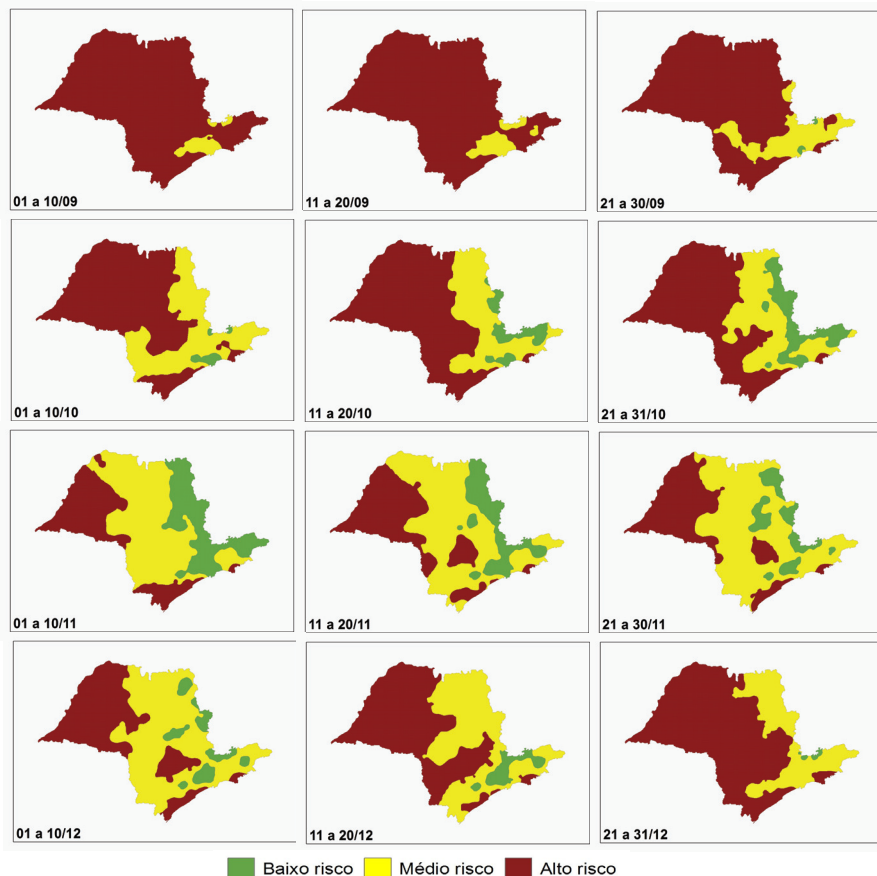 01 a 10/09
11 a 20/09
21 a 30/09
01 a 10/10
11 a 20/10
21 a 31/10
01 a 10/11
11 a 20/11
21 a 30/11
01 a 10/12
11 a 20/12
21 a 31/12
Baixo risco Médio risco Alto risco